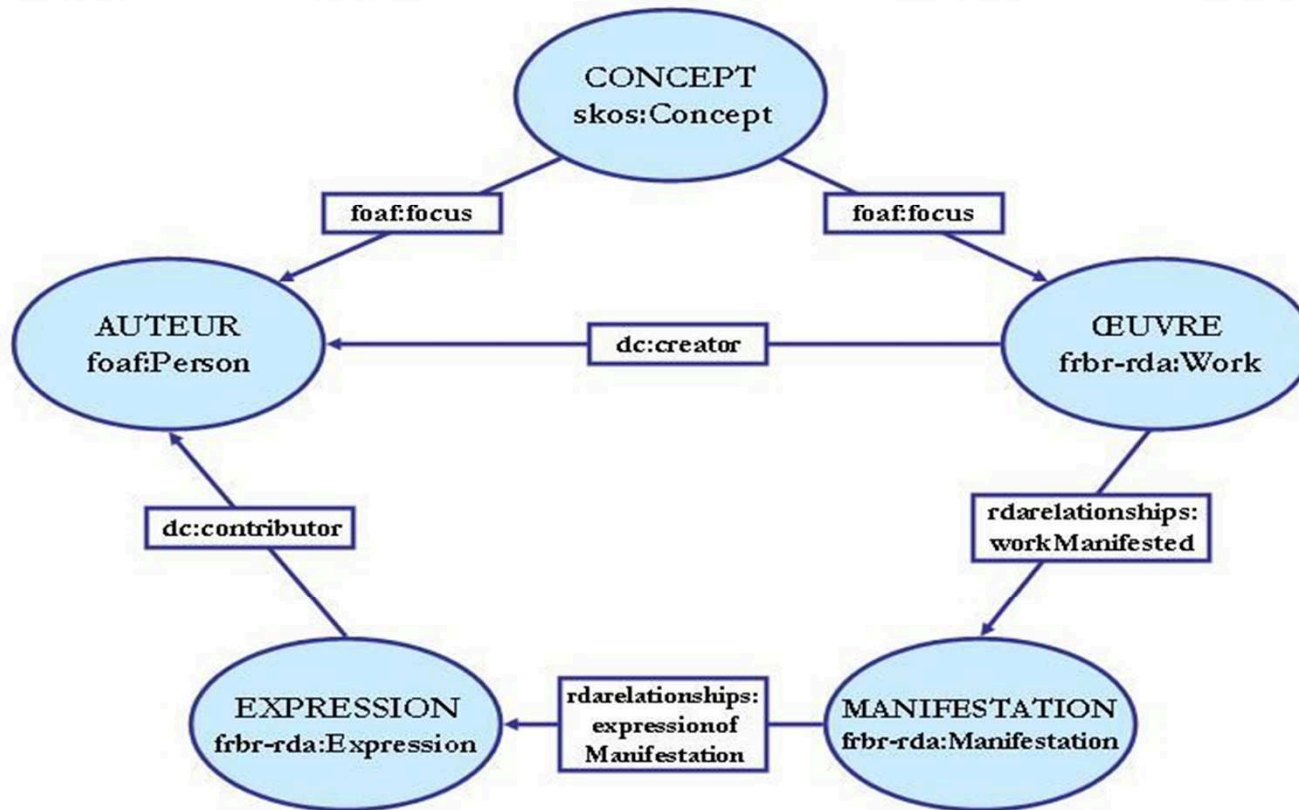 CONCEPT
skos:Concept
foaf:focus
foaf:focus
AUTEUR
foaf:Person
dc:creator
ŒUVRE
frbr-rda:Work
dc:contributor
rdarelationships:
workManifested
EXPRESSION
frbr-rda:Expression
rdarelationships:
expressionof
Manifestation
MANIFESTATION
frbr-rda:Manifestation